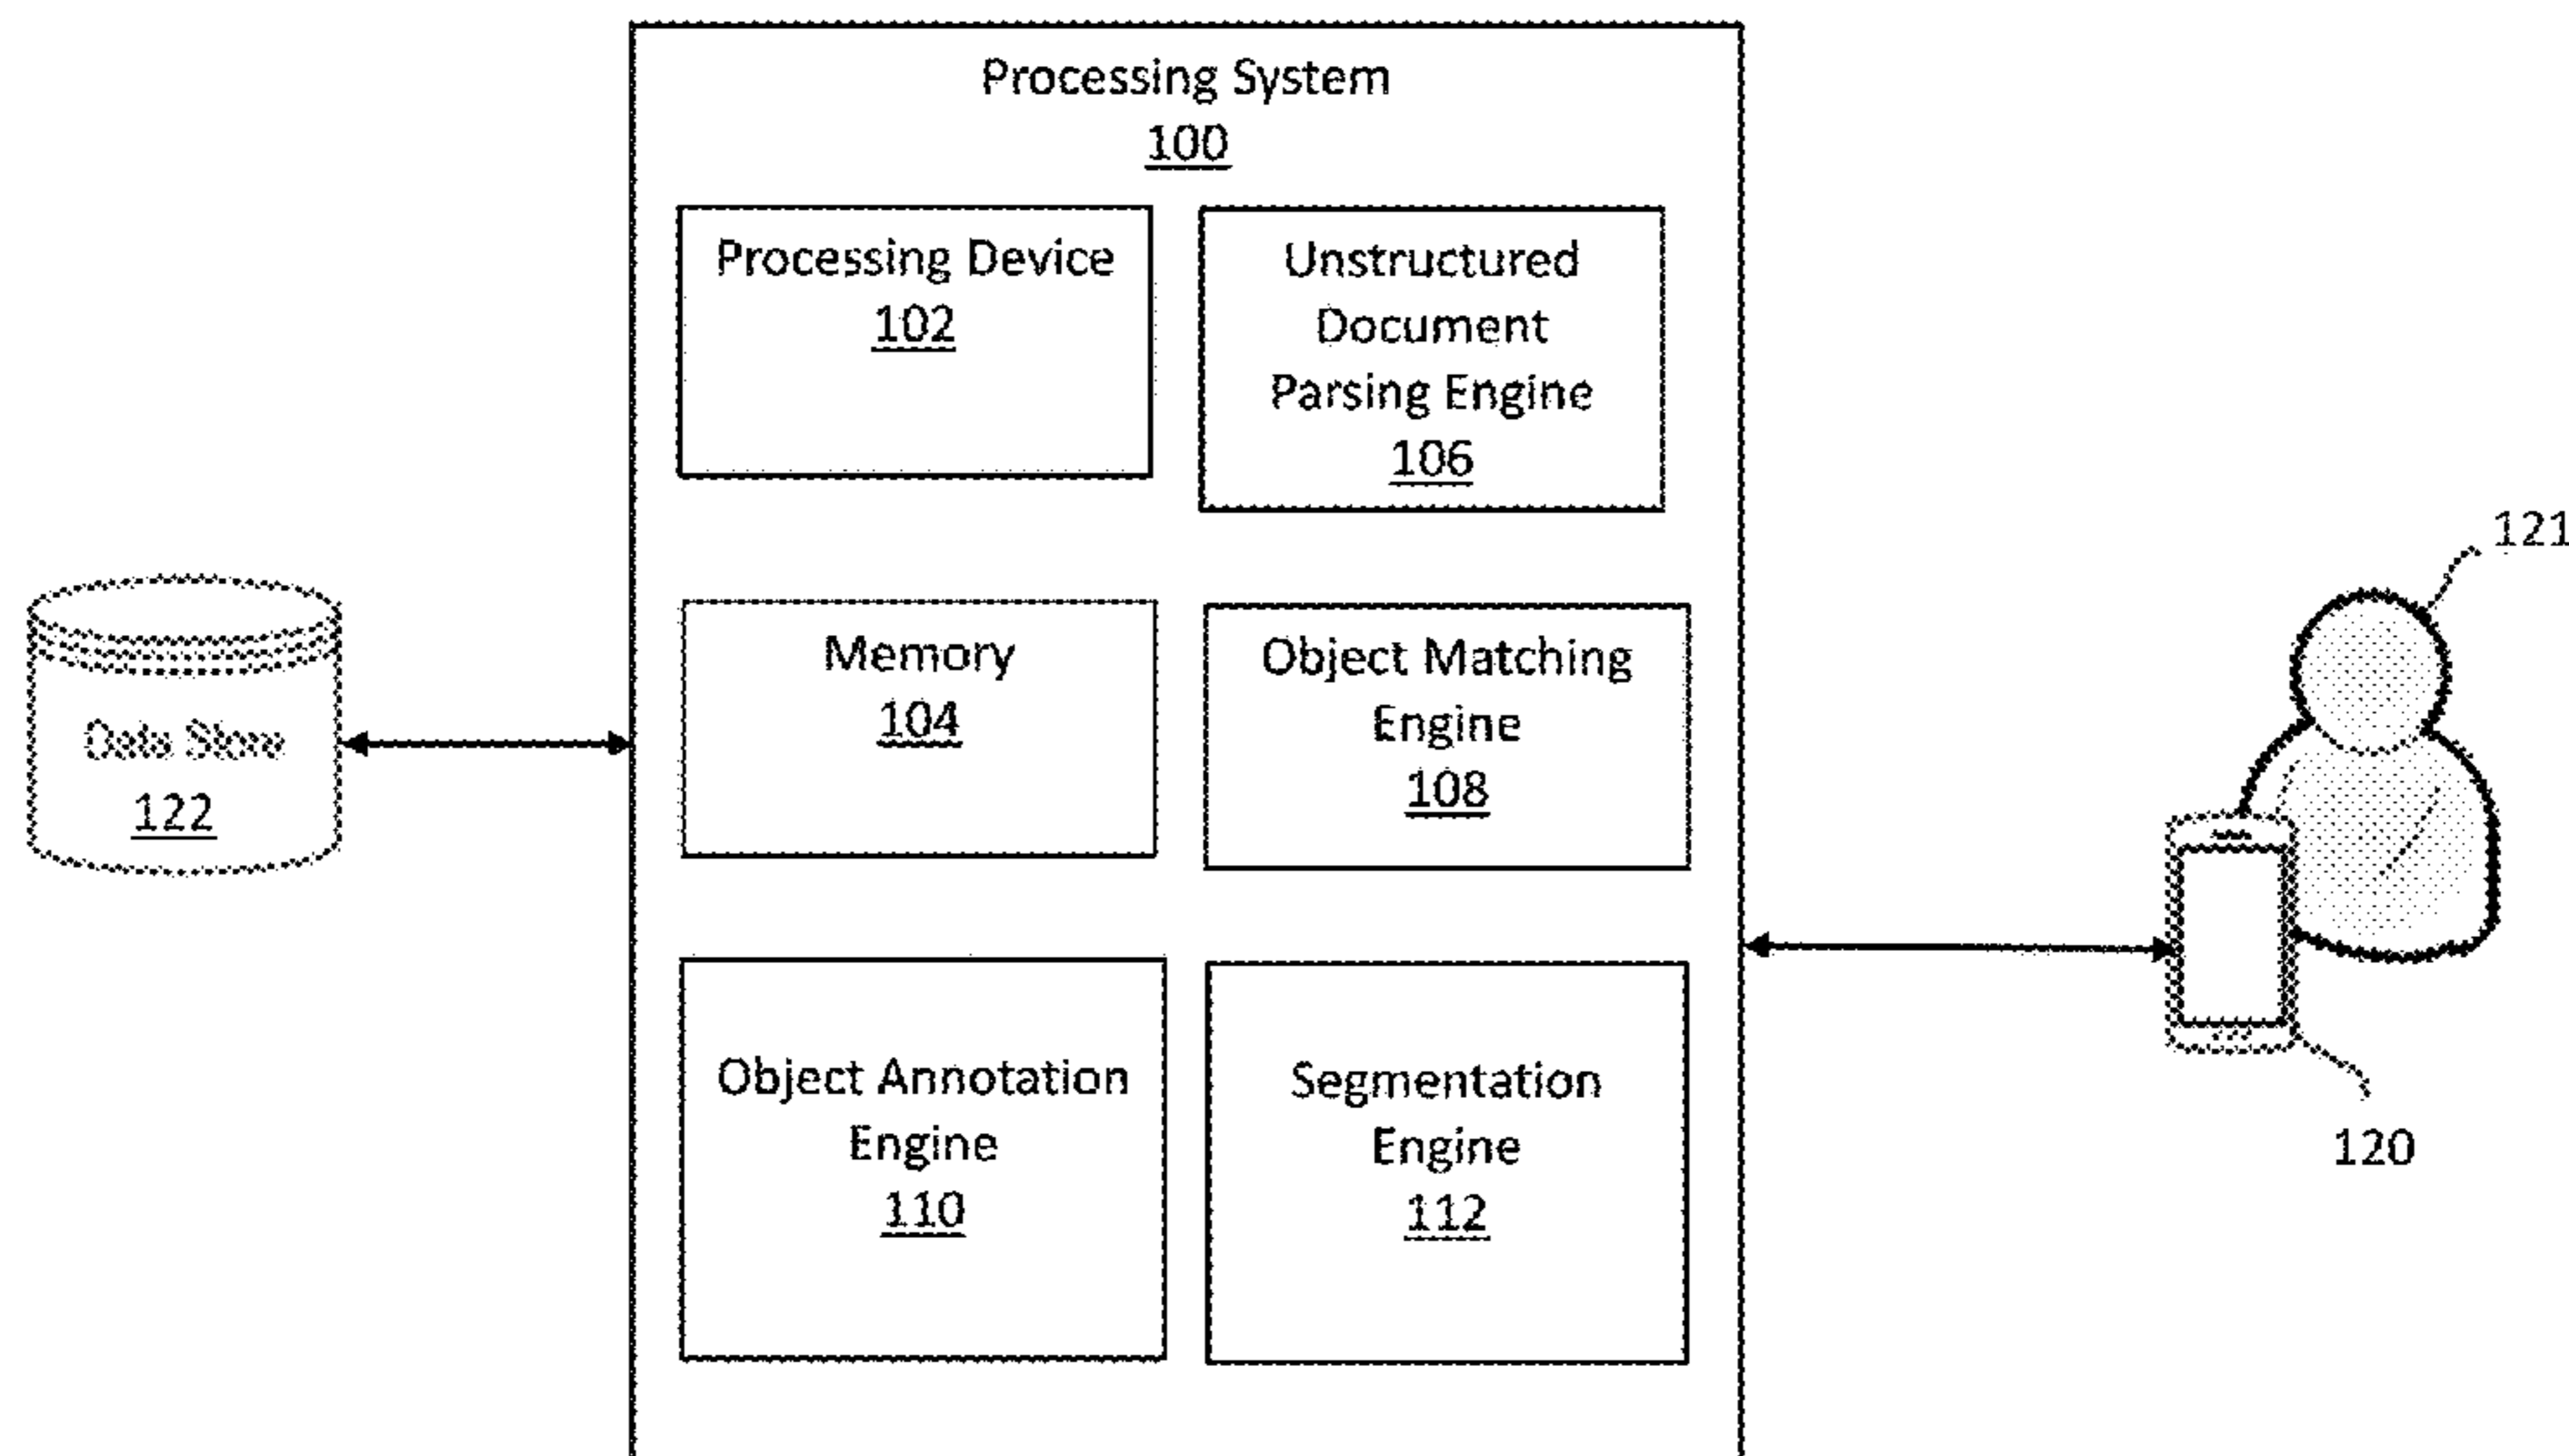 Processing System
100
Processing Device
102
Unstructured
Document
Parsing Engine
106
121
Memory
104
Object Matching
Engine
108
Data Store
122
Object Annotation
Engine
110
Segmentation
Engine
112
120